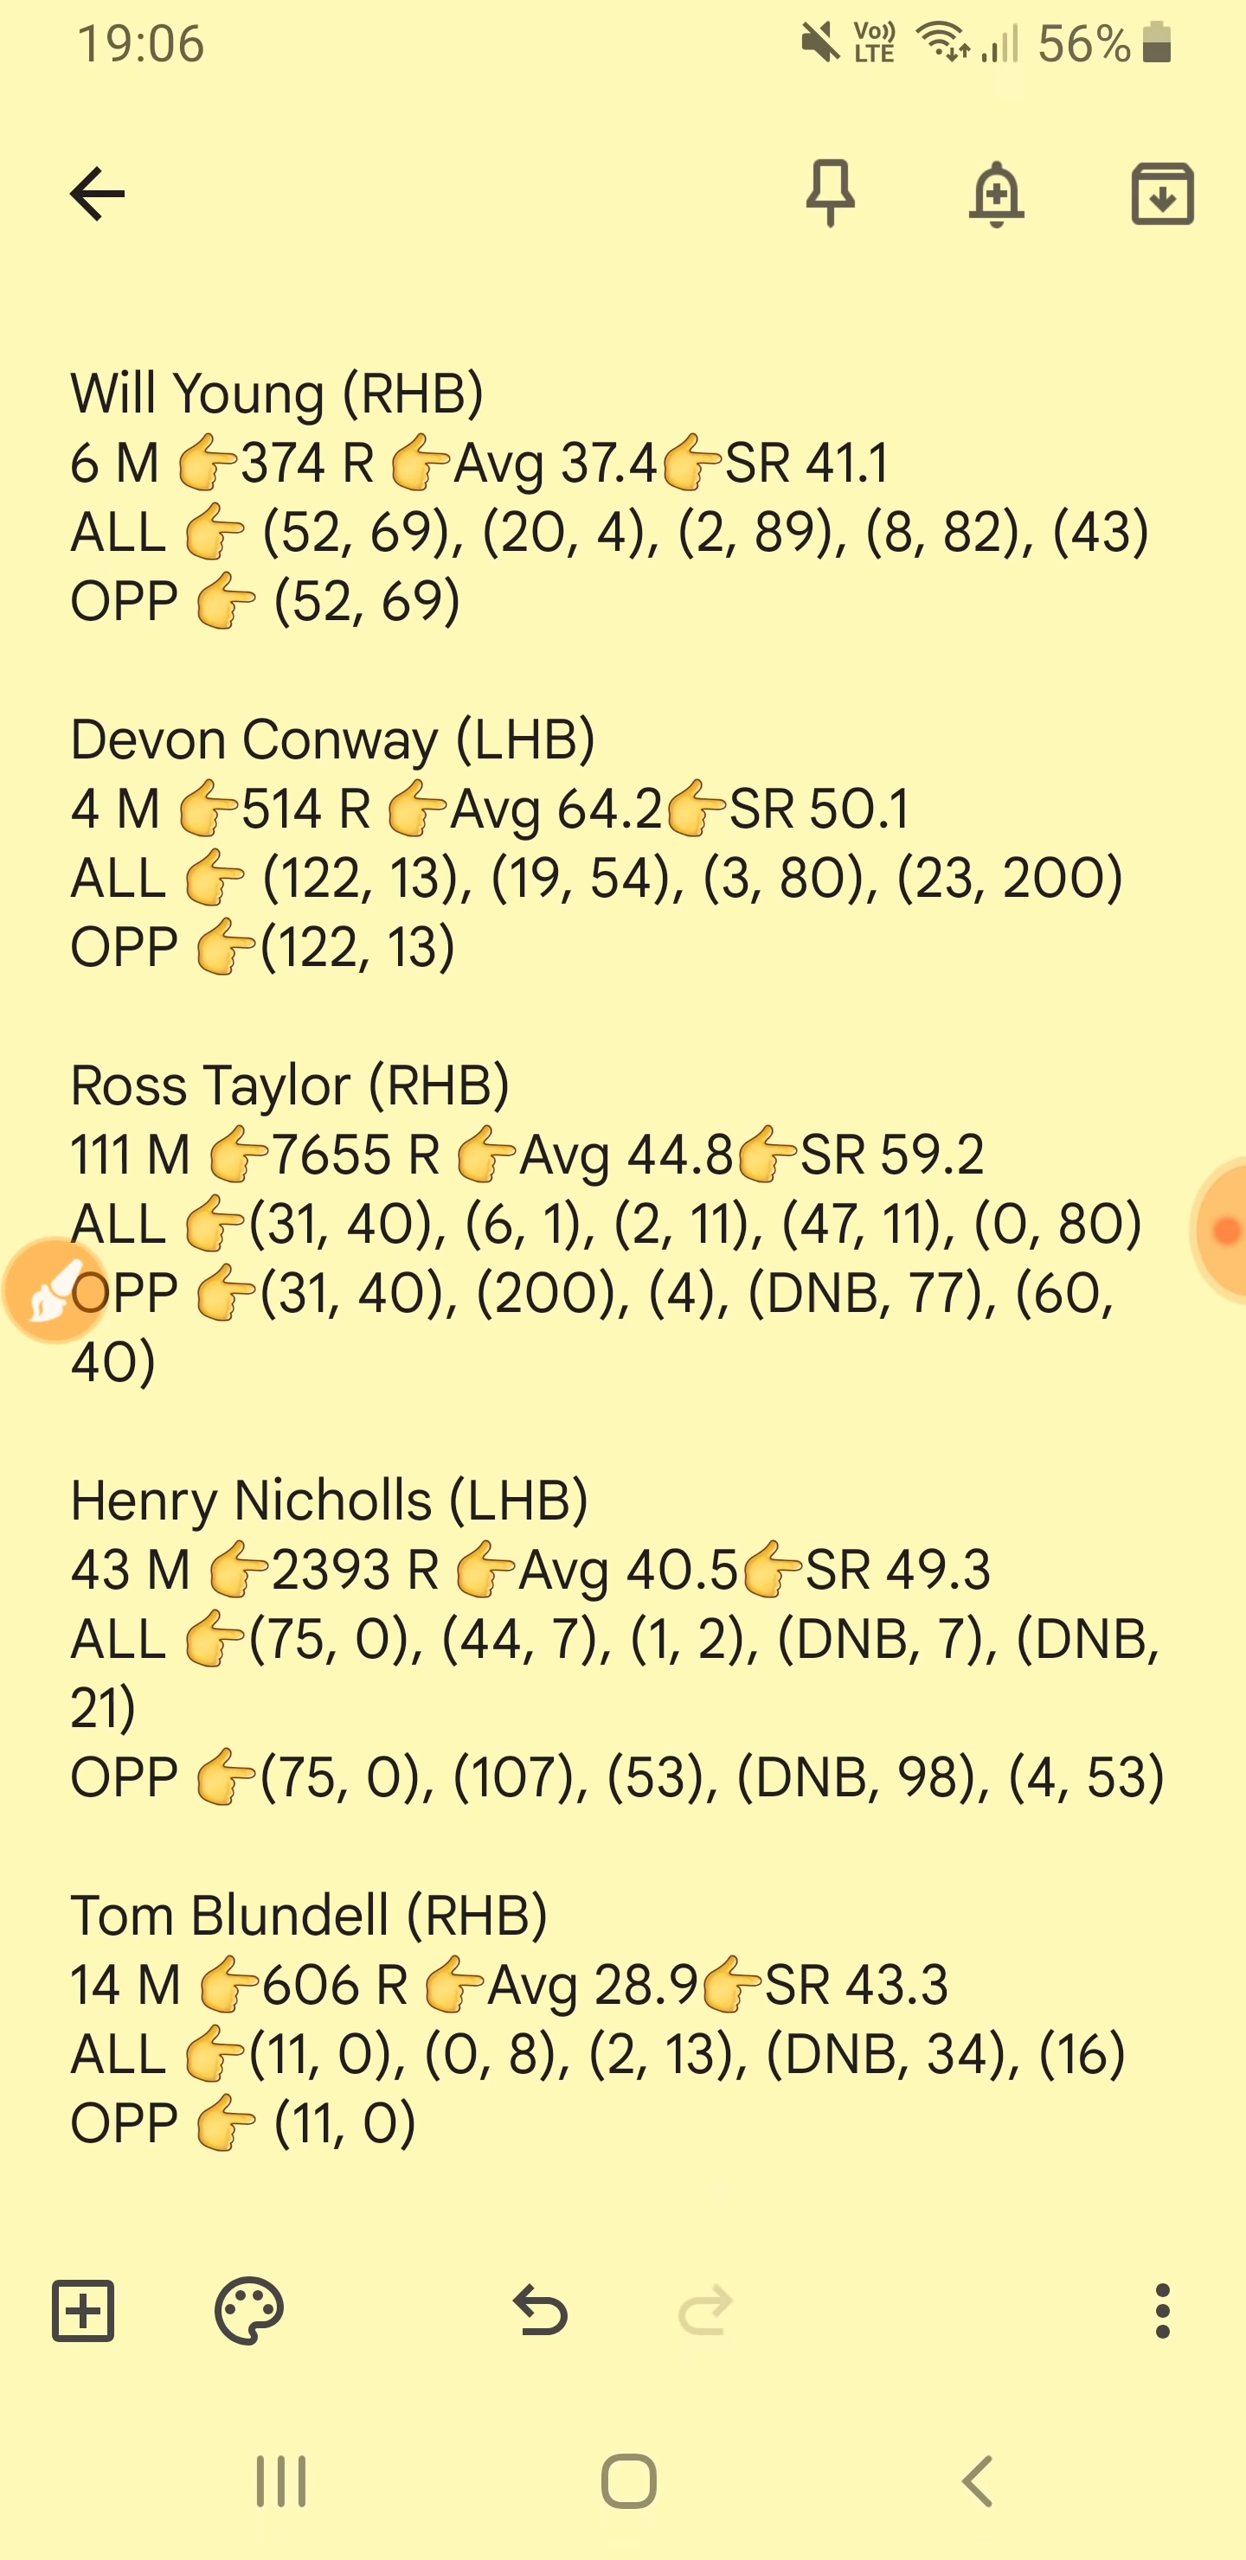 19:06 Vo)) LTE 56%
Will Young (RHB)
6 M 👉374 R 👉Avg 37.4👉SR 41.1
ALL 👉 (52, 69), (20, 4), (2, 89), (8, 82), (43)
OPP 👉 (52, 69)
Devon Conway (LHB)
4 M 👉514 R 👉Avg 64.2👉SR 50.1
ALL 👉 (122, 13), (19, 54), (3, 80), (23, 200)
OPP 👉(122, 13)
Ross Taylor (RHB)
111 M 👉7655 R 👉Avg 44.8👉SR 59.2
ALL 👉(31, 40), (6, 1), (2, 11), (47, 11), (0, 80)
OPP 👉(31, 40), (200), (4), (DNB, 77), (60,
40)
Henry Nicholls (LHB)
43 M 👉2393 R 👉Avg 40.5👉SR 49.3
ALL 👉(75, 0), (44, 7), (1, 2), (DNB, 7), (DNB,
21)
OPP 👉(75, 0), (107), (53), (DNB, 98), (4, 53)
Tom Blundell (RHB)
14 M 👉606 R 👉Avg 28.9👉SR 43.3
ALL 👉(11, 0), (0, 8), (2, 13), (DNB, 34), (16)
OPP 👉 (11, 0)